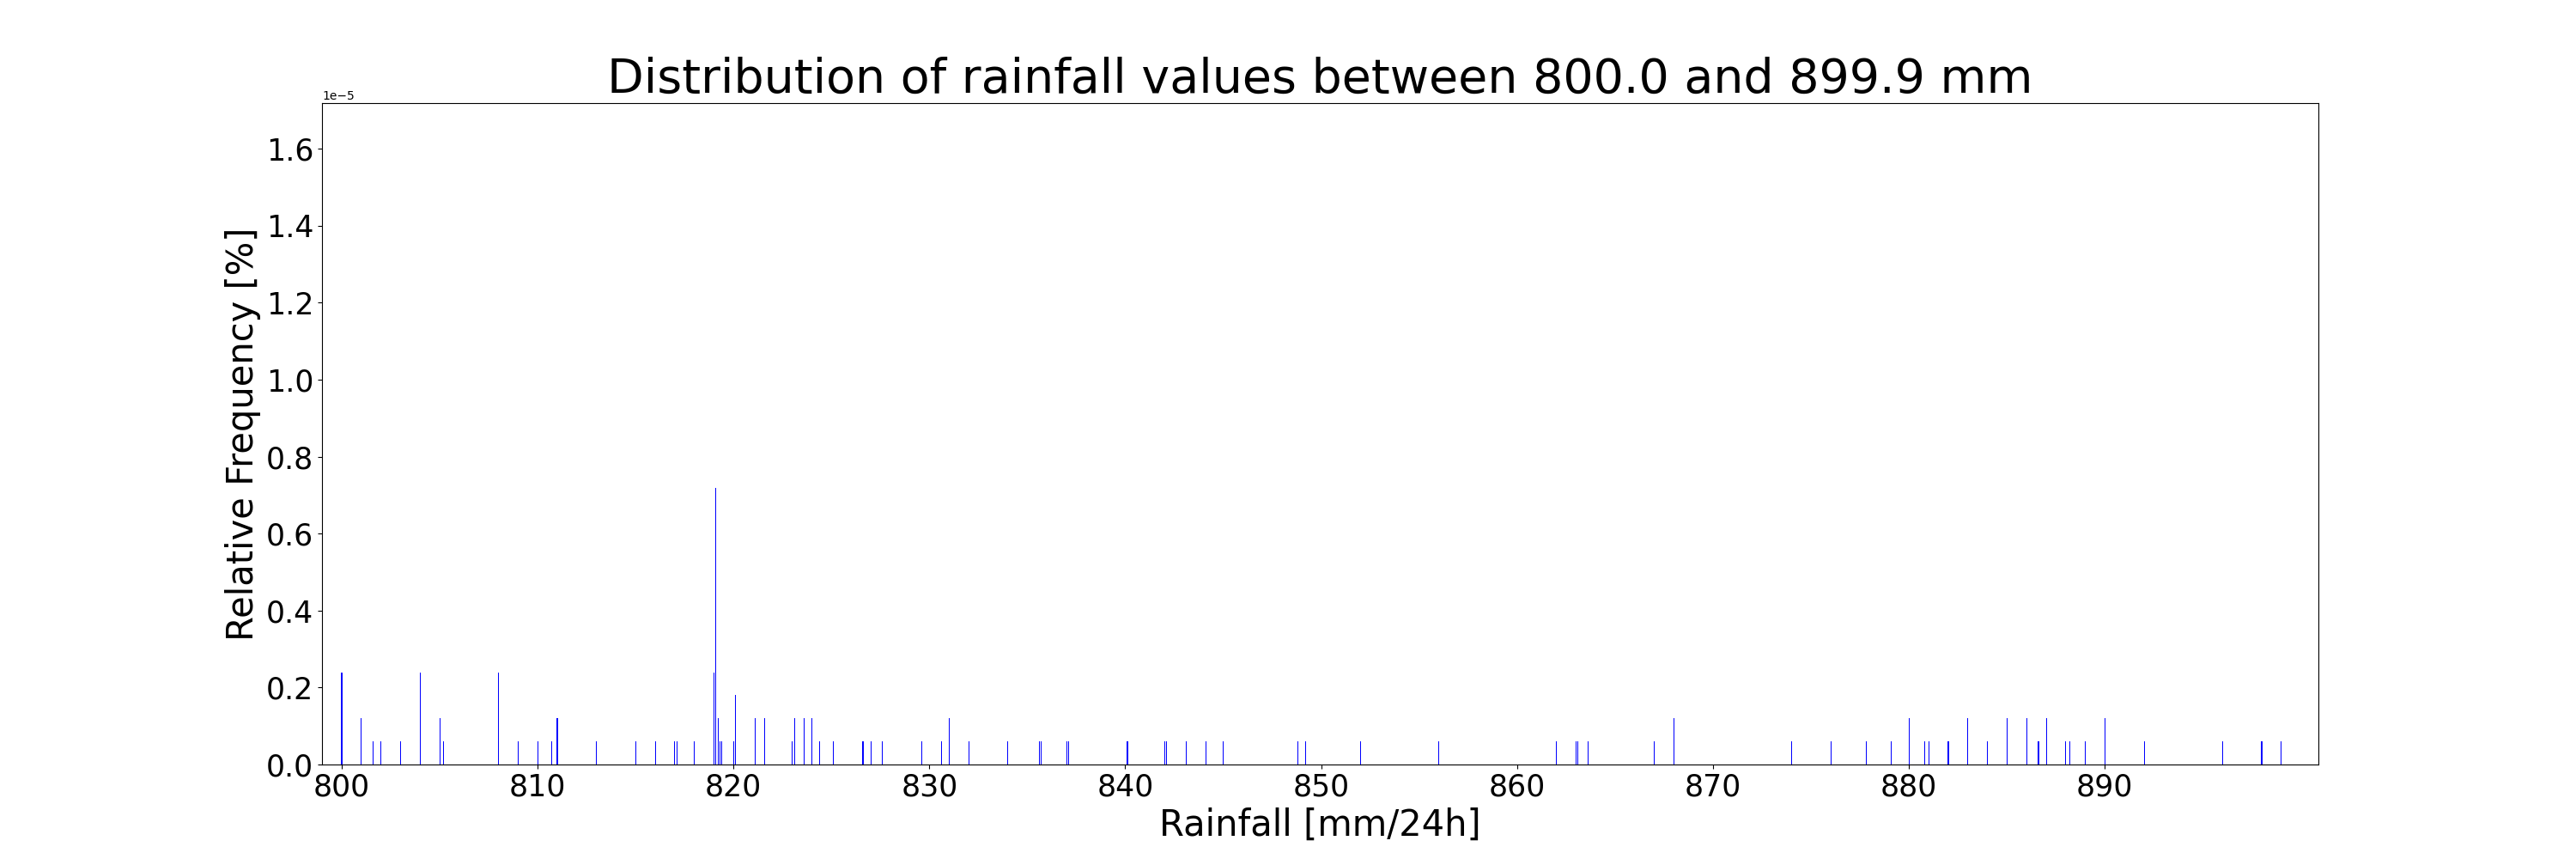 Distribution of rainfall values between 800.0 and 899.9 mm
1e−5
1.6
1.4
1.2
1.0
0.8
0.6
0.4
0.2
0.0
Relative Frequency [%]
800 810 820 830 840 850 860 870 880 890
Rainfall [mm/24h]